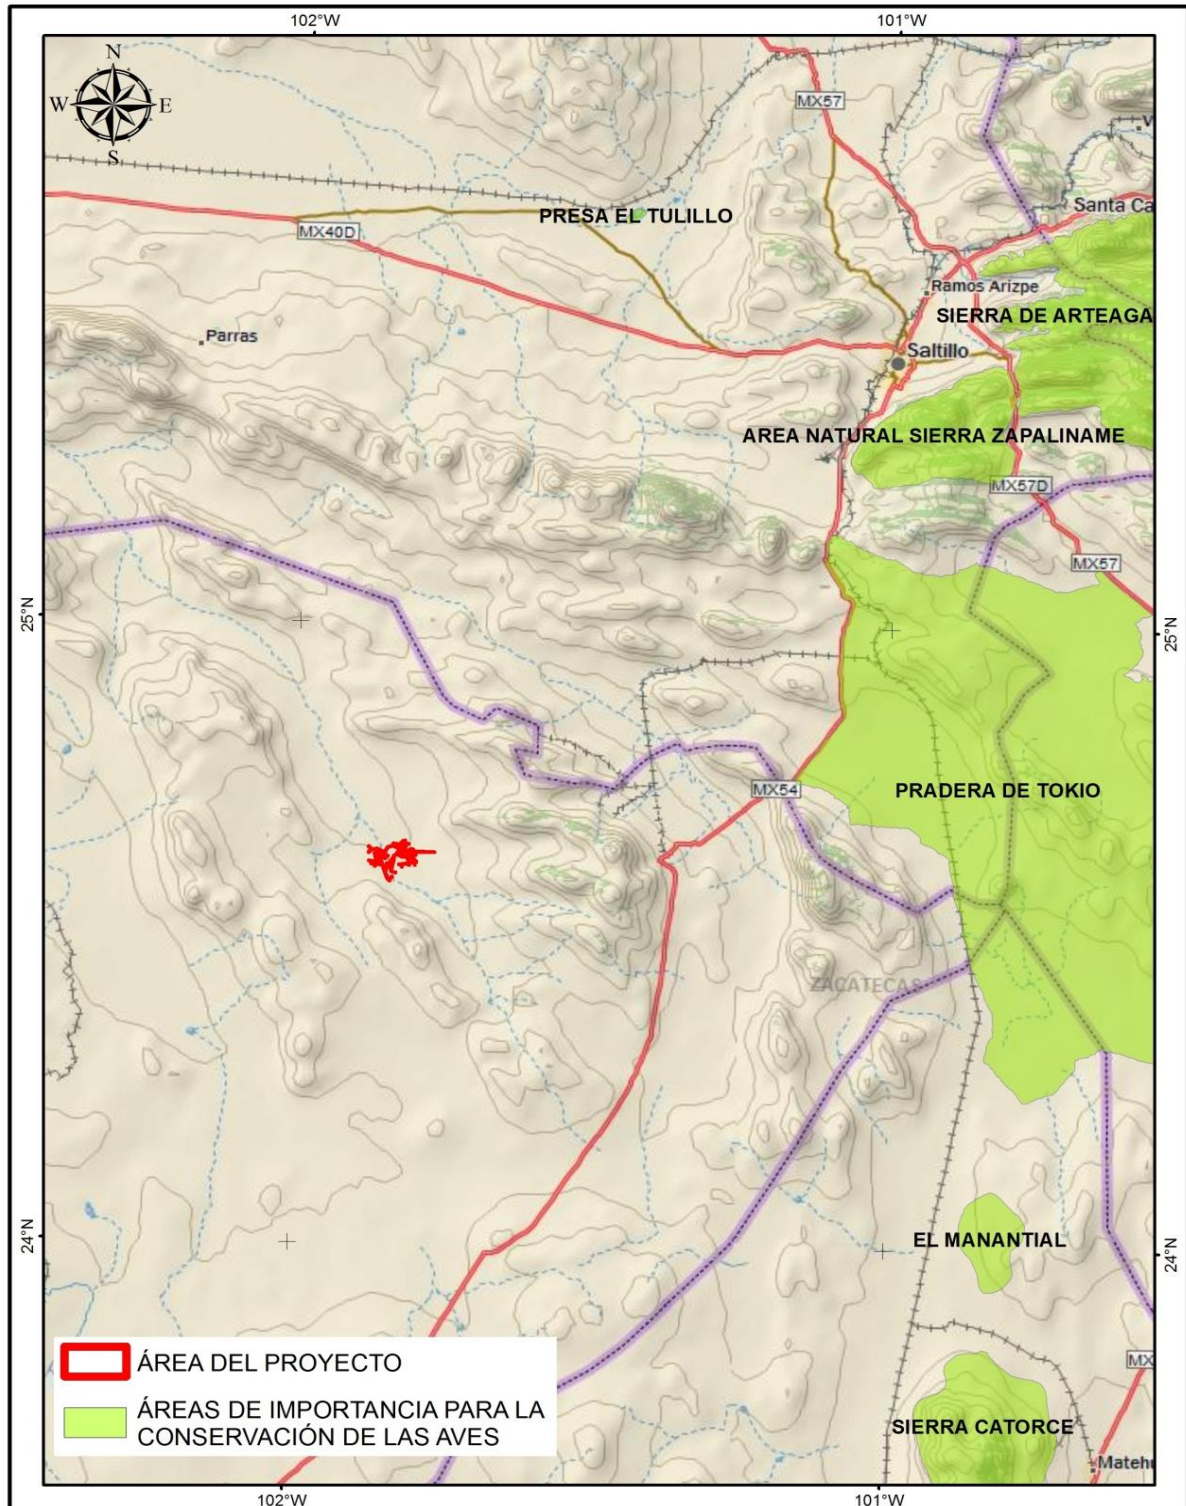 102°W
101°W
N
W
E
S
MX57
V
Santa Ca
PRESA EL TULILLO
MX40D
Ramos Arizpe
SIERRA DE ARTEAGA
Parras
Saltillo
AREA NATURAL SIERRA ZAPALINAME
MX57D
MX57
25°N
25°N
MX54
PRADERA DE TOKIO
ZACATECAS
24°N
EL MANANTIAL
24°N
ÁREA DEL PROYECTO
ÁREAS DE IMPORTANCIA PARA LA
CONSERVACIÓN DE LAS AVES
MX
SIERRA CATORCE
Matehu
102°W
101°W